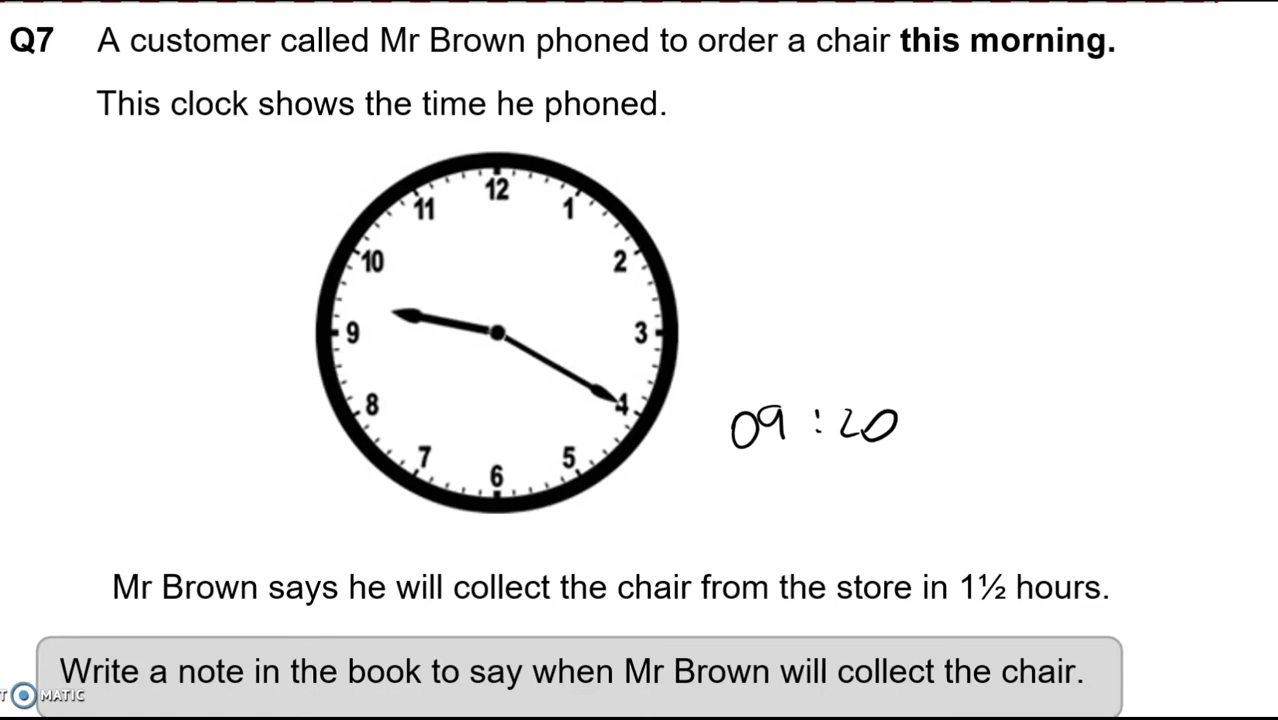 Q7 A customer called Mr Brown phoned to order a chair this morning.
This clock shows the time he phoned.
12
11
1
10
2
9
3
8
4
7
5
6
09:20
Mr Brown says he will collect the chair from the store in 1½ hours.
Write a note in the book to say when Mr Brown will collect the chair.
MATIC